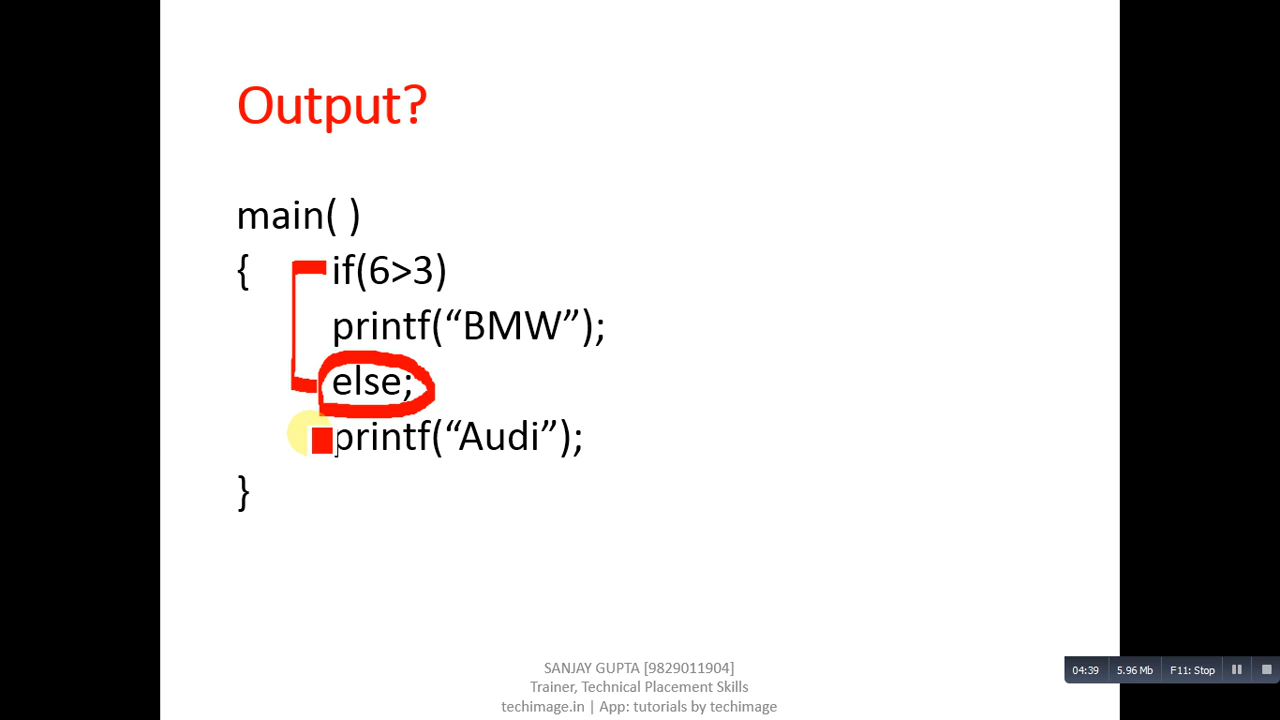 Output?
main( )
{ if(6>3)
printf(“BMW”);
else;
printf(“Audi”);
}
SANJAY GUPTA [9829011904]
Trainer, Technical Placement Skills
techimage.in | App: tutorials by techimage
04:39 5.96 Mb F11: Stop